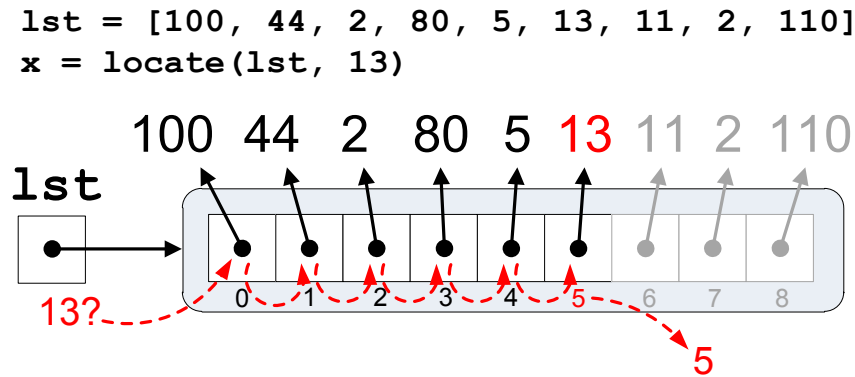 lst = [100, 44, 2, 80, 5, 13, 11, 2, 110]
x = locate(lst, 13)
100 44 2 80 5 13 11 2 110
lst
0 1 2 3 4 5 6 7 8
13?
5